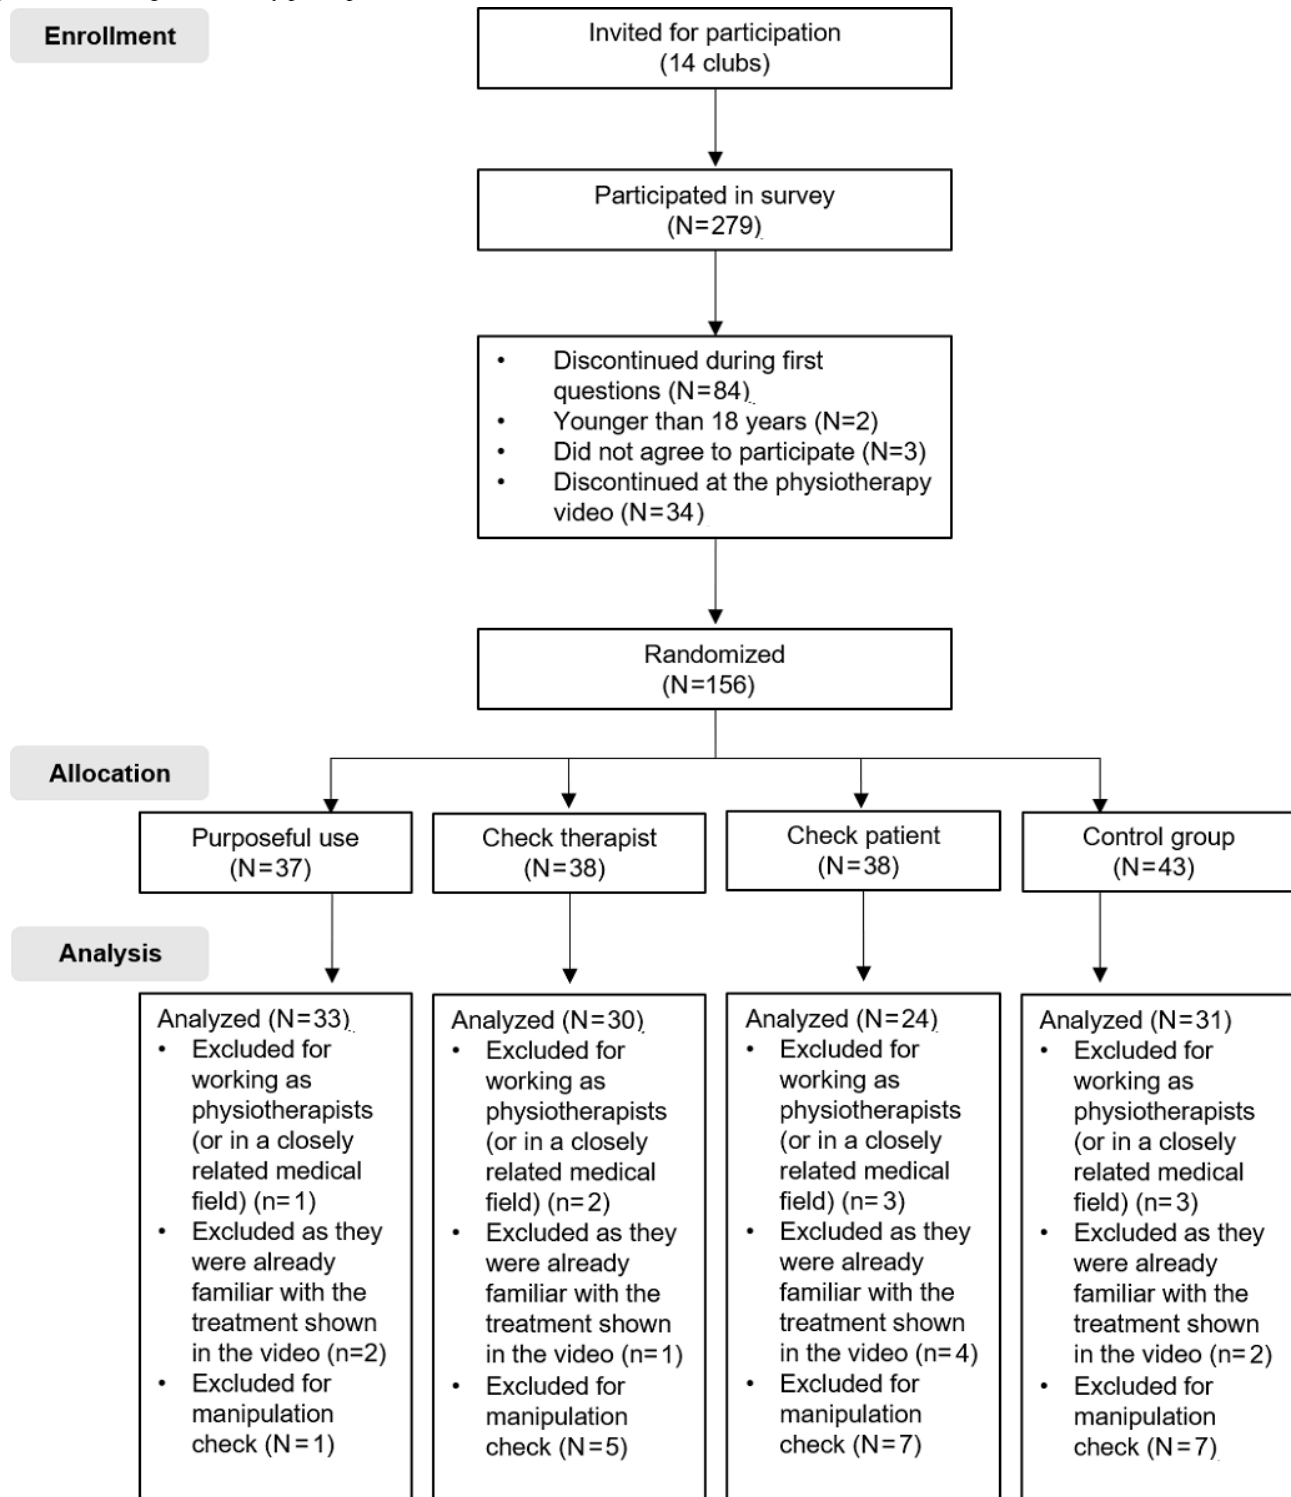 Enrollment
Invited for participation
(14 clubs)
Participated in survey
(N=279)
• Discontinued during first
questions (N=84)
• Younger than 18 years (N=2)
• Did not agree to participate (N=3)
• Discontinued at the physiotherapy
video (N=34)
Randomized
(N=156)
Allocation
Purposeful use
(N=37)
Check therapist
(N=38)
Check patient
(N=38)
Control group
(N=43)
Analysis
Analyzed (N=33)
• Excluded for
working as
physiotherapists
(or in a closely
related medical
field) (n=1)
• Excluded as they
were already
familiar with the
treatment shown
in the video (n=2)
• Excluded for
manipulation
check (N=1)
Analyzed (N=30)
• Excluded for
working as
physiotherapists
(or in a closely
related medical
field) (n=2)
• Excluded as they
were already
familiar with the
treatment shown
in the video (n=1)
• Excluded for
manipulation
check (N=5)
Analyzed (N=24)
• Excluded for
working as
physiotherapists
(or in a closely
related medical
field) (n=3)
• Excluded as they
were already
familiar with the
treatment shown
in the video (n=4)
• Excluded for
manipulation
check (N=7)
Analyzed (N=31)
• Excluded for
working as
physiotherapists
(or in a closely
related medical
field) (n=3)
• Excluded as they
were already
familiar with the
treatment shown
in the video (n=2)
• Excluded for
manipulation
check (N=7)